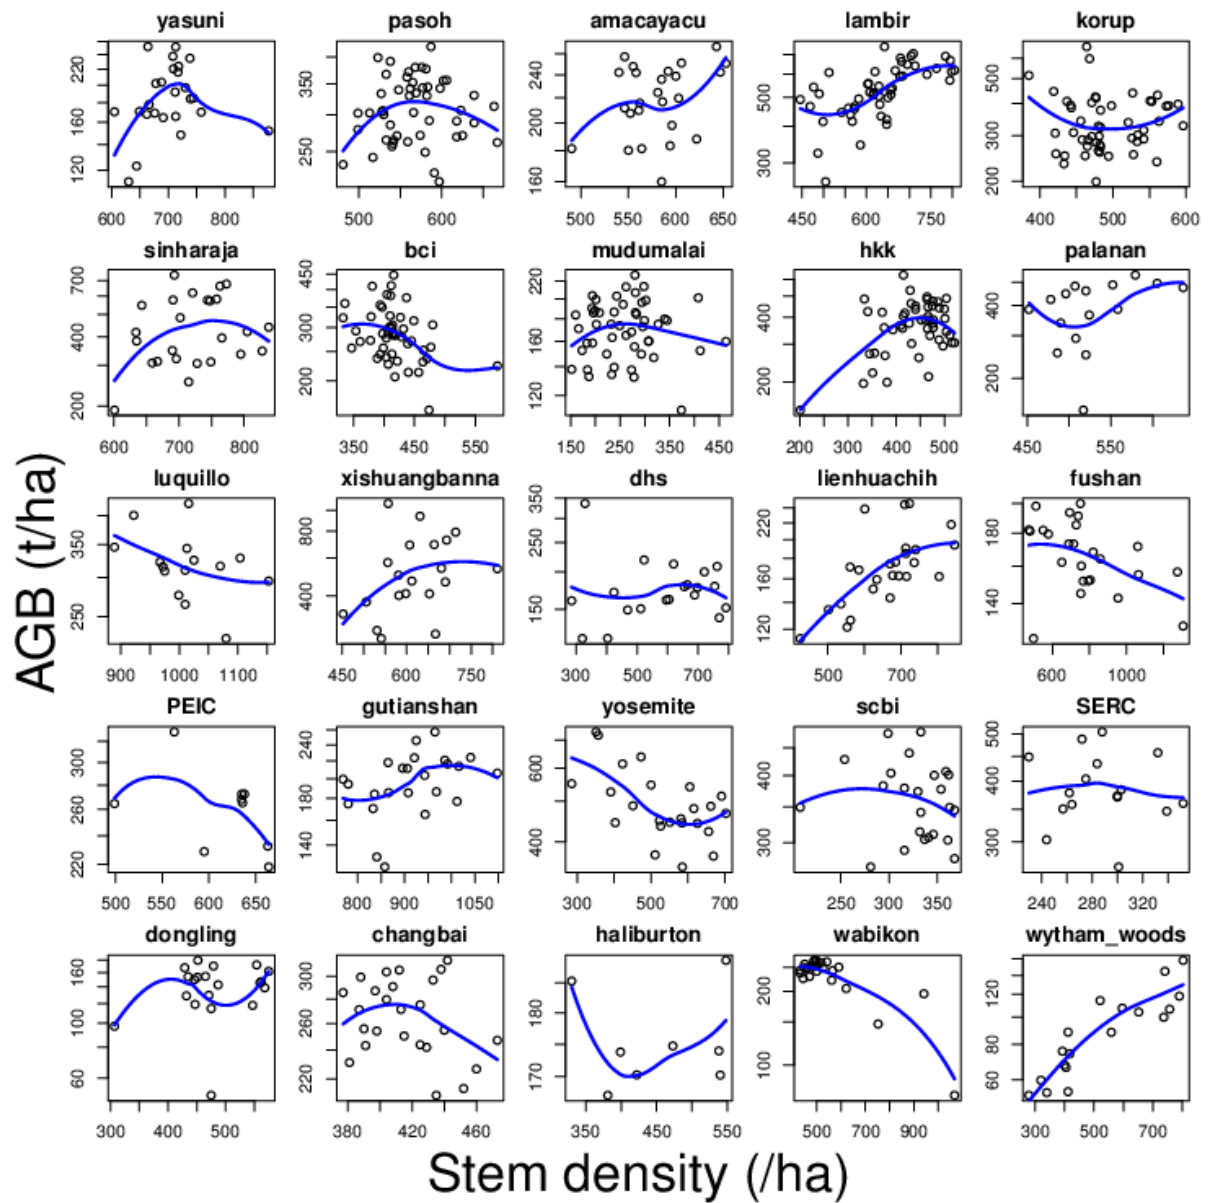 yasuni pasoh amacayacu lambir korup
220 160 120
350 250
240 200 160
500 300
500 300 200
600 700 800
500 600
500 550 600 650
450 600 750
400 500 600
sinharaja bci mudumalai hkk palanan
700 400 200
450 300 200
220 160 120
400 200
400 200
600 700 800
350 450 550
150 250 350 450
200 300 400 500
450 550
luquillo xishuangbanna dhs lienhuachih fushan
350 250
800 400
350 250 150
220 160 120
180 140
900 1000 1100
450 600 750
300 500 700
500 700
600 1000
PEIC gutianshan yosemite scbi SERC
300 260 220
240 180 140
600 400
400 300
500 400 300
500 550 600 650
800 900 1050
300 500 700
250 300 350
240 280 320
dongling changbai haliburton wabikon wytham_woods
160 100 60
300 260 220
180 170
200 100
120 80 60
300 400 500
380 420 460
350 450 550
500 700 900
300 500 700
AGB (t/ha)
Stem density (/ha)